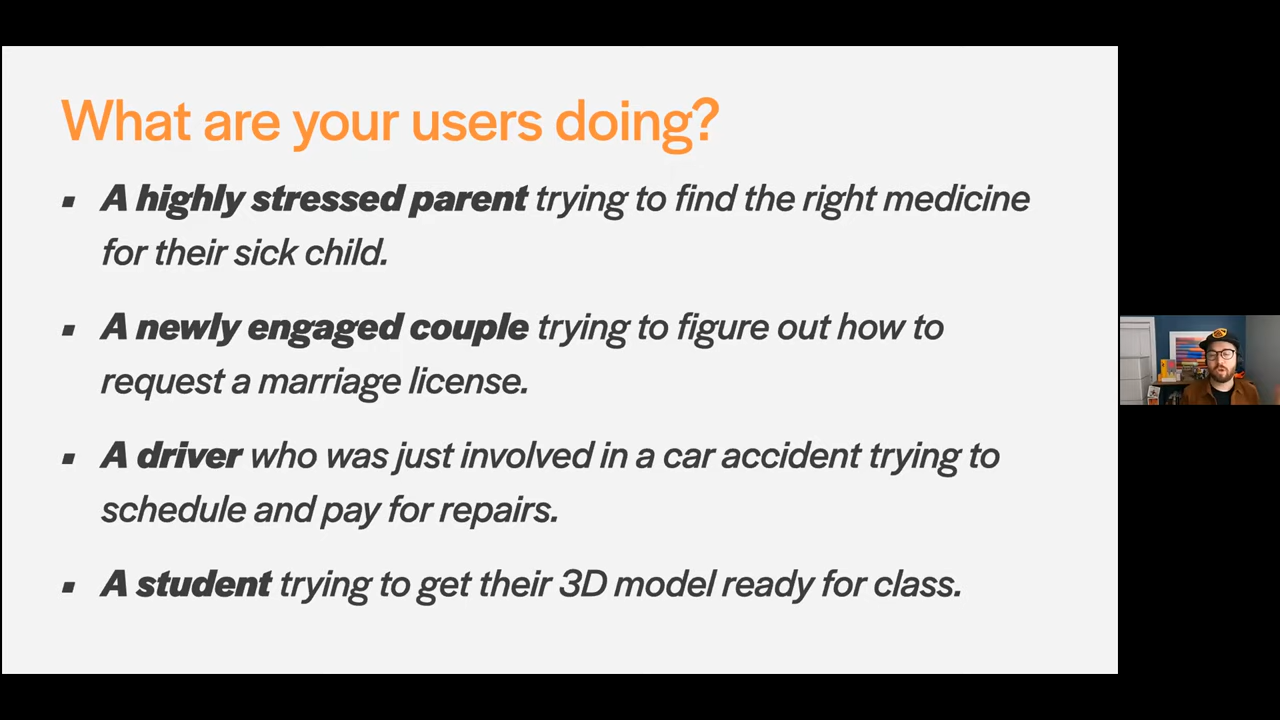 What are your users doing?
▪ A highly stressed parent trying to find the right medicine
for their sick child.
▪ A newly engaged couple trying to figure out how to
request a marriage license.
▪ A driver who was just involved in a car accident trying to
schedule and pay for repairs.
▪ A student trying to get their 3D model ready for class.